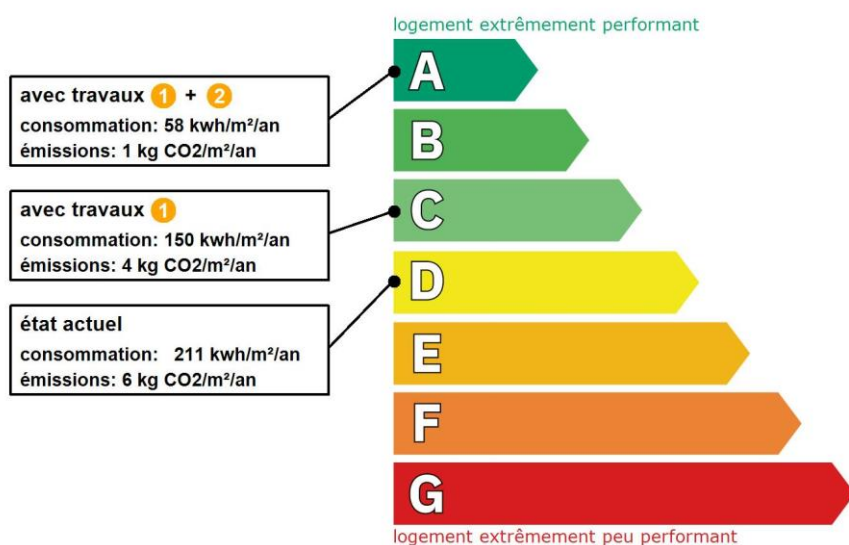 logement extrêmement performant
A
avec travaux 1 + 2
consommation: 58 kwh/m²/an
émissions: 1 kg CO2/m²/an
B
C
avec travaux 1
consommation: 150 kwh/m²/an
émissions: 4 kg CO2/m²/an
D
état actuel
consommation: 211 kwh/m²/an
émissions: 6 kg CO2/m²/an
E
F
G
logement extrêmement peu performant